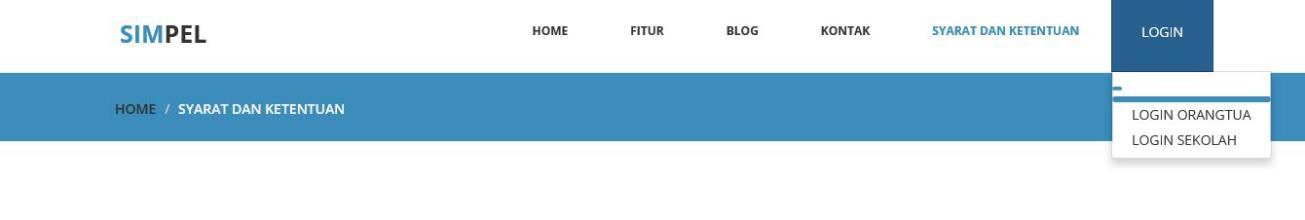 SIMPEL
HOME FITUR BLOG KONTAK SYARAT DAN KETENTUAN LOGIN
HOME / SYARAT DAN KETENTUAN
LOGIN ORANGTUA
LOGIN SEKOLAH